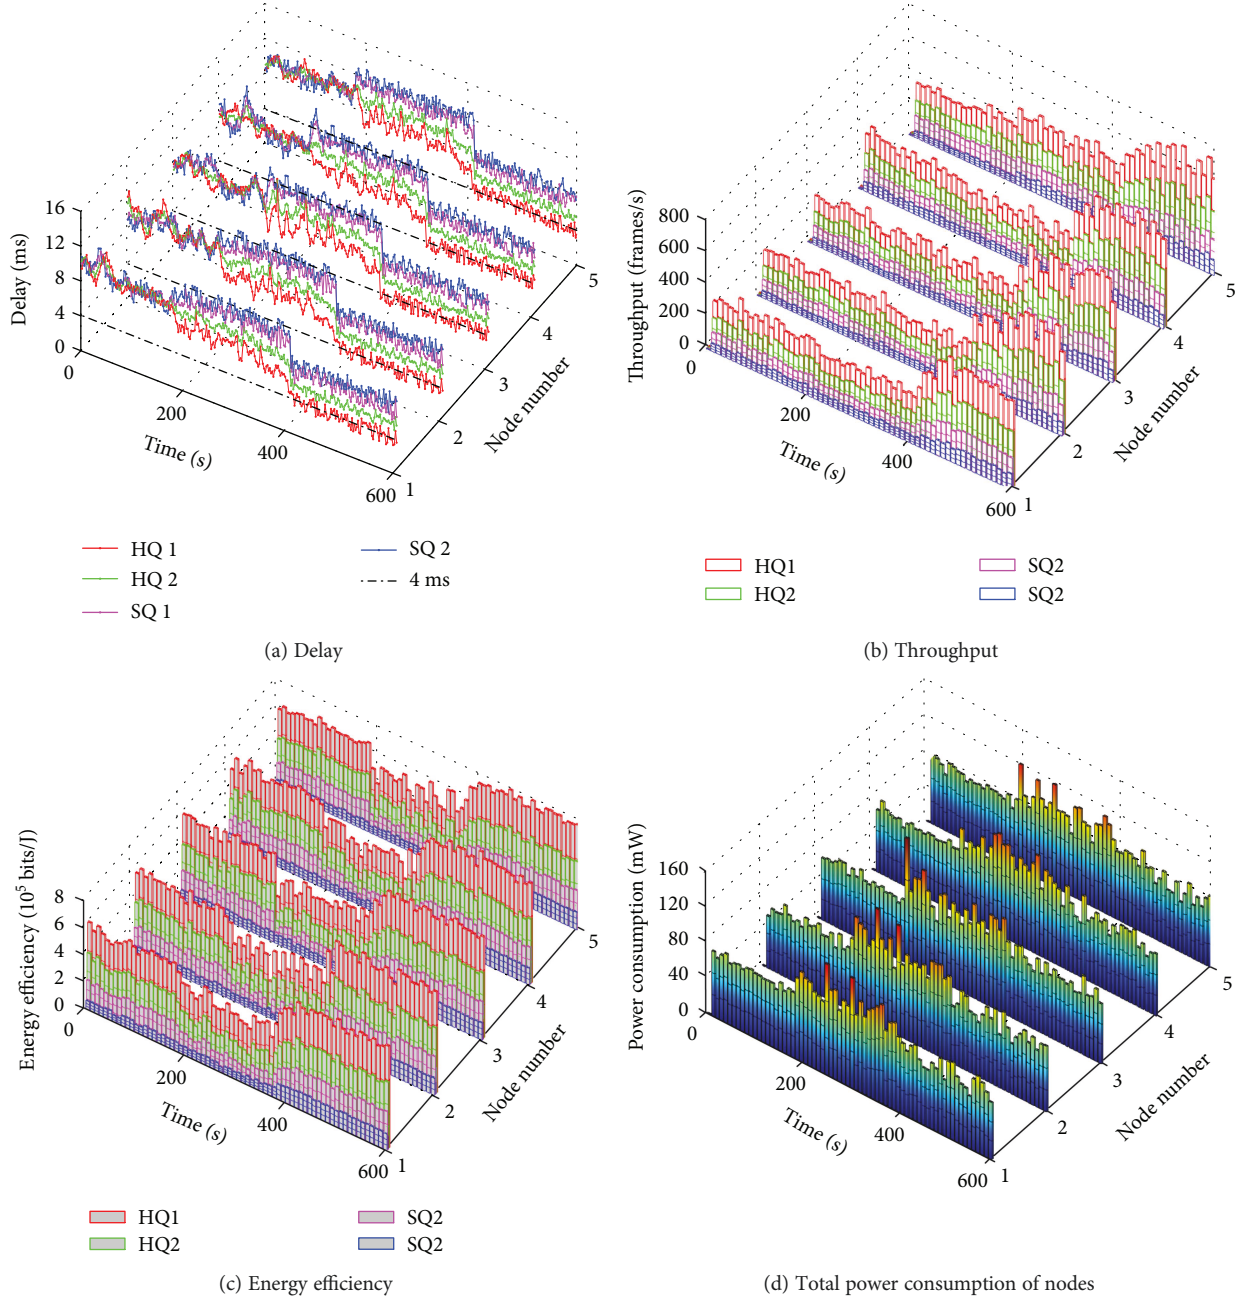 16
12
8
4
0
Delay (ms)
0
200
400
600
Time (s)
1
2
3
4
5
Node number
HQ 1
HQ 2
SQ 1
SQ 2
4 ms
(a) Delay
800
600
400
200
0
Throughput (frames/s)
0
200
400
600
Time (s)
1
2
3
4
5
Node number
HQ1
HQ2
SQ2
SQ2
(b) Throughput
8
6
4
2
0
Energy efficiency (10⁵ bits/J)
0
200
400
600
Time (s)
1
2
3
4
5
Node number
HQ1
HQ2
SQ2
SQ2
(c) Energy efficiency
160
120
80
40
0
Power consumption (mW)
0
200
400
600
Time (s)
1
2
3
4
5
Node number
(d) Total power consumption of nodes